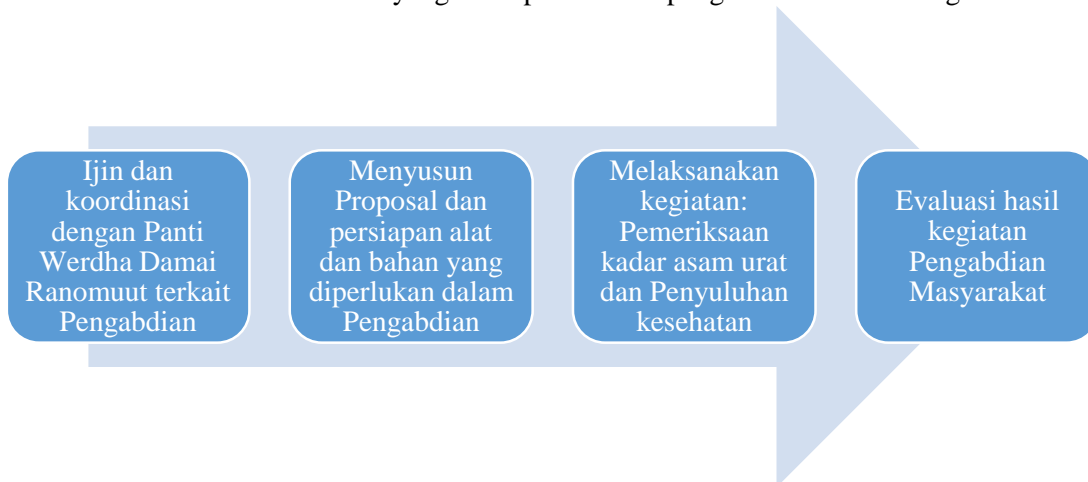 yang
Ijin dan
koordinasi
dengan Panti
Werdha Damai
Ranomuut terkait
Pengabdian
Menyusun
Proposal dan
persiapan alat
dan bahan yang
diperlukan dalam
Pengabdian
Melaksanakan
kegiatan:
Pemeriksaan
kadar asam urat
dan Penyuluhan
kesehatan
Evaluasi hasil
kegiatan
Pengabdian
Masyarakat